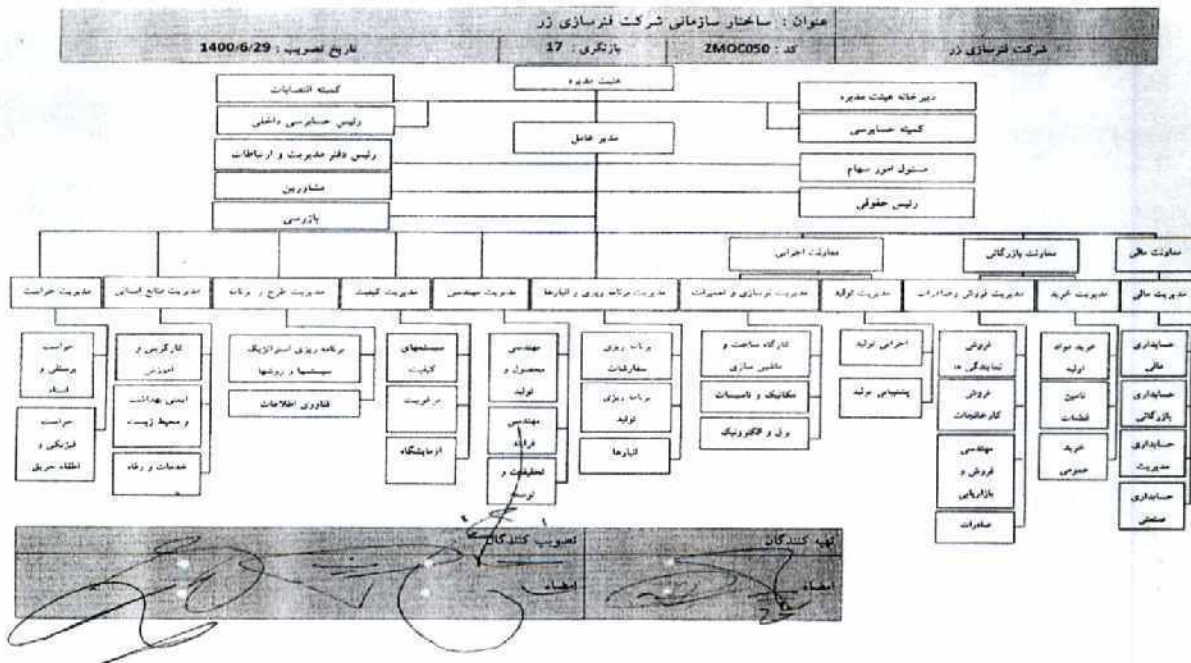 عنوان : ساختار سازمانی شرکت فنرسازی زر
شرکت فنرسازی زر
کد : ZMOC050
بازنگری : 17
تاریخ تصویب : 1400/6/29
هیئت مدیره
کمیته انتصابات
دبیرخانه هیئت مدیره
رئیس حسابرسی داخلی
کمیته حسابرسی
مدیر عامل
رئیس دفتر مدیریت و ارتباطات
مسئول امور سهام
مشاورین
رئیس حقوقی
بازرسی
معاونت مالی
معاونت بازرگانی
معاونت اجرایی
مدیریت مالی
مدیریت خرید
مدیریت فروش وصادرات
مدیریت تولید
مدیریت نوسازی و تعمیرات
مدیریت برنامه ریزی و انبارها
مدیریت مهندسی
مدیریت کیفیت
مدیریت طرح و برنامه
مدیریت منابع انسانی
مدیریت حراست
حسابداری
مالی
حسابداری
بازرگانی
حسابداری
مدیریت
حسابداری
صنعتی
خرید مواد
اولیه
تامین
قطعات
خرید
عمومی
فروش
نمایندگی ها
فروش
کارخانجات
مهندسی
فروش و
بازاریابی
صادرات
اجرایی تولید
پشتیبانی تولید
کارگاه ساخت و
ماشین سازی
مکانیک و تاسیسات
برق و الکترونیک
برنامه ریزی
سفارشات
برنامه ریزی
تولید
انبارها
مهندسی
محصول و
تولید
مهندسی
فرآیند
تحقیقات و
توسعه
سیستمهای
کیفیت
مرغوبیت
آزمایشگاه
برنامه ریزی استراتژیک
سیستمها و روشها
فناوری اطلاعات
کارگزینی و
آموزش
ایمنی بهداشت
و محیط زیست
خدمات و رفاه
حراست
پرسنلی و
اسناد
حراست
فیزیکی و
اطفاء حریق
تهیه کنندگان
تصویب کنندگان
امضاء
امضاء